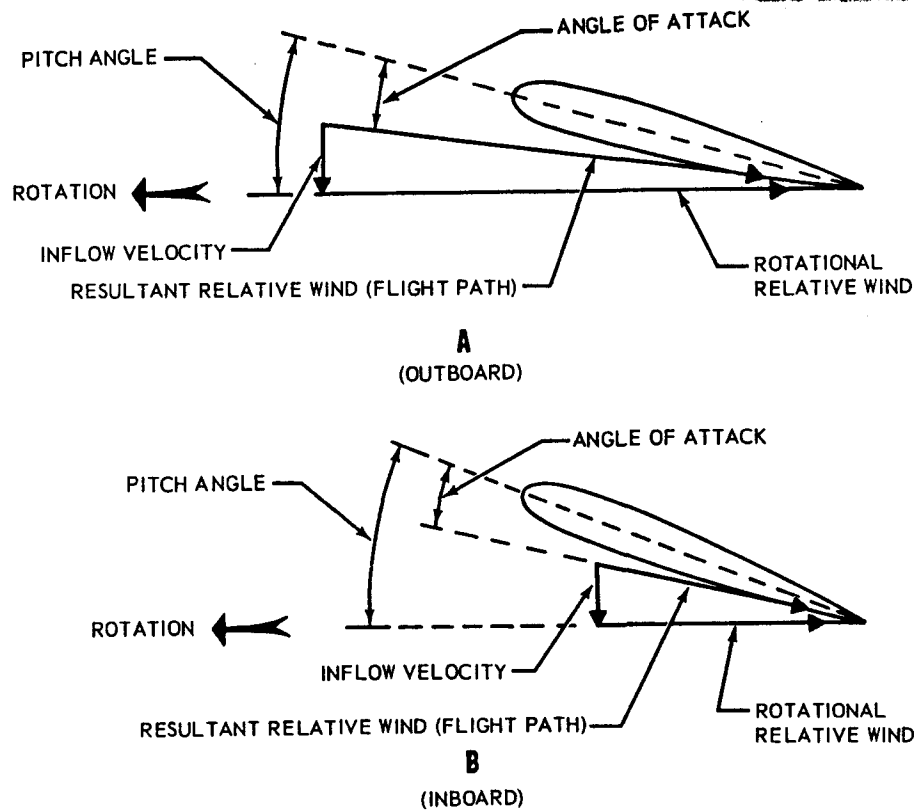 ANGLE OF ATTACK
PITCH ANGLE
ROTATION
INFLOW VELOCITY
RESULTANT RELATIVE WIND (FLIGHT PATH)
ROTATIONAL
RELATIVE WIND
A
(OUTBOARD)
ANGLE OF ATTACK
PITCH ANGLE
ROTATION
INFLOW VELOCITY
RESULTANT RELATIVE WIND (FLIGHT PATH)
ROTATIONAL
RELATIVE WIND
B
(INBOARD)